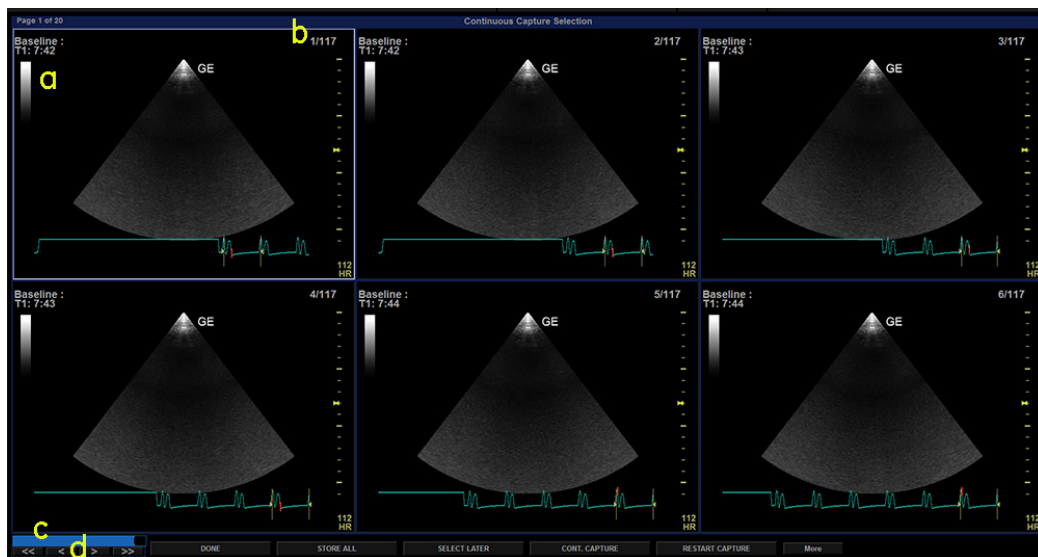 Page 1 of 20
Continuous Capture Selection
b
Baseline :
1/117
T1: 7:42
a
GE
112
HR
Baseline :
2/117
T1: 7:42
GE
112
HR
Baseline :
3/117
T1: 7:43
GE
112
HR
Baseline :
4/117
T1: 7:43
GE
112
HR
Baseline :
5/117
T1: 7:44
GE
112
HR
Baseline :
6/117
T1: 7:44
GE
112
HR
c
d
<< < > >> DONE STORE ALL SELECT LATER CONT. CAPTURE RESTART CAPTURE More